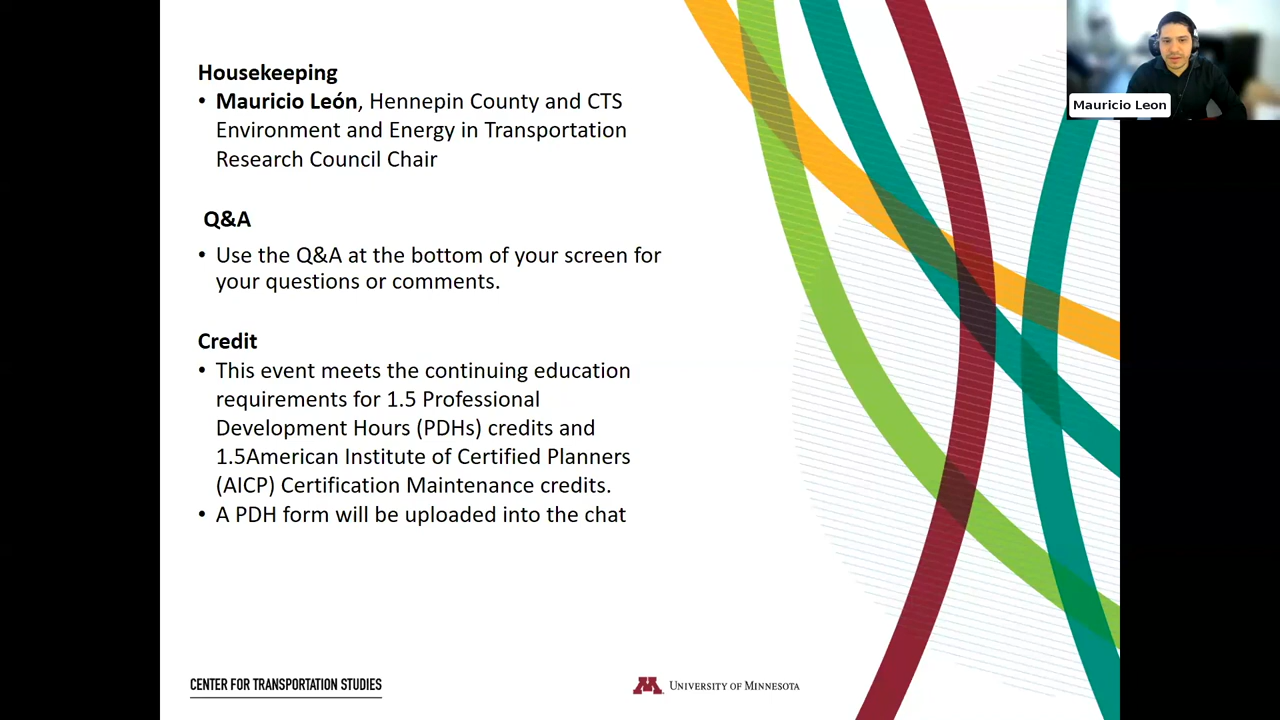 Housekeeping
• Mauricio León, Hennepin County and CTS
Environment and Energy in Transportation
Research Council Chair
Q&A
• Use the Q&A at the bottom of your screen for
your questions or comments.
Credit
• This event meets the continuing education
requirements for 1.5 Professional
Development Hours (PDHs) credits and
1.5American Institute of Certified Planners
(AICP) Certification Maintenance credits.
• A PDH form will be uploaded into the chat
CENTER FOR TRANSPORTATION STUDIES
M UNIVERSITY OF MINNESOTA
Mauricio Leon